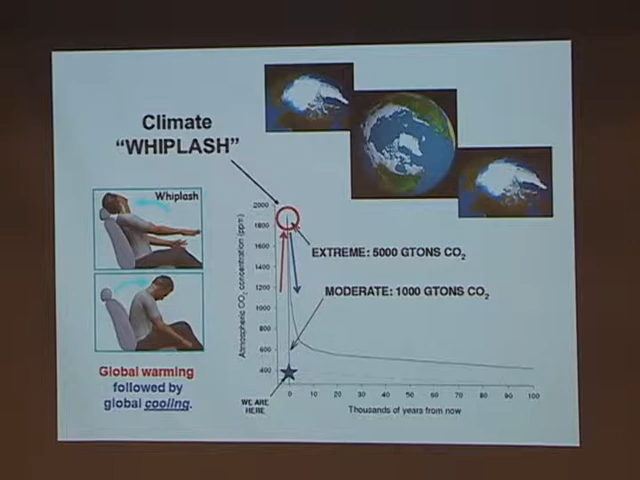 Climate
"WHIPLASH"
Whiplash
Global warming
followed by
global cooling.
Atmospheric CO2 concentration (ppm)
2000
1800
1600
1400
1200
1000
800
600
400
EXTREME: 5000 GTONS CO2
MODERATE: 1000 GTONS CO2
WE ARE
HERE
0 10 20 30 40 50 60 70 80 90 100
Thousands of years from now